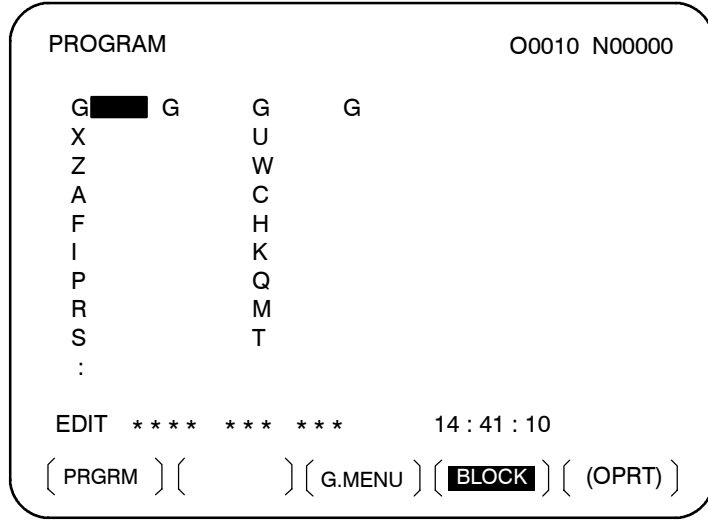 PROGRAM O0010 N00000
G G G G
X U
Z W
A C
F H
I K
P Q
R M
S T
:
EDIT **** *** *** 14 : 41 : 10
[ PRGRM ] [ ] [ G.MENU ] [ BLOCK ] [ (OPRT) ]